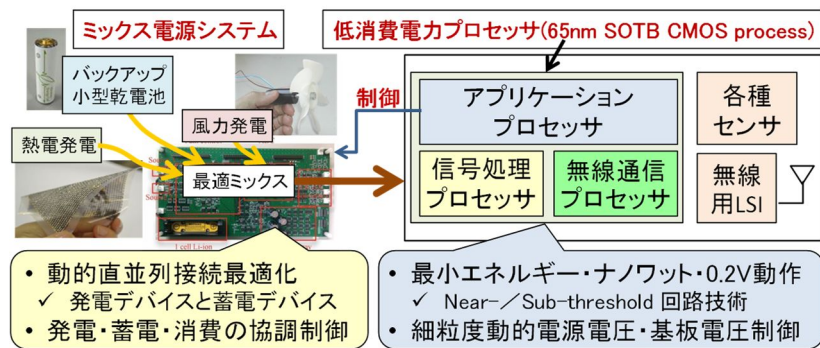 ミックス電源システム
低消費電力プロセッサ(65nm SOTB CMOS process)
バックアップ
小型乾電池
風力発電
熱電発電
最適ミックス
制御
アプリケーション
プロセッサ
信号処理
プロセッサ
無線通信
プロセッサ
各種
センサ
無線
用LSI
1 cell Li-ion
• 動的直並列接続最適化
✓ 発電デバイスと蓄電デバイス
• 発電・蓄電・消費の協調制御
• 最小エネルギー・ナノワット・0.2V動作
✓ Near-/Sub-threshold 回路技術
• 細粒度動的電源電圧・基板電圧制御